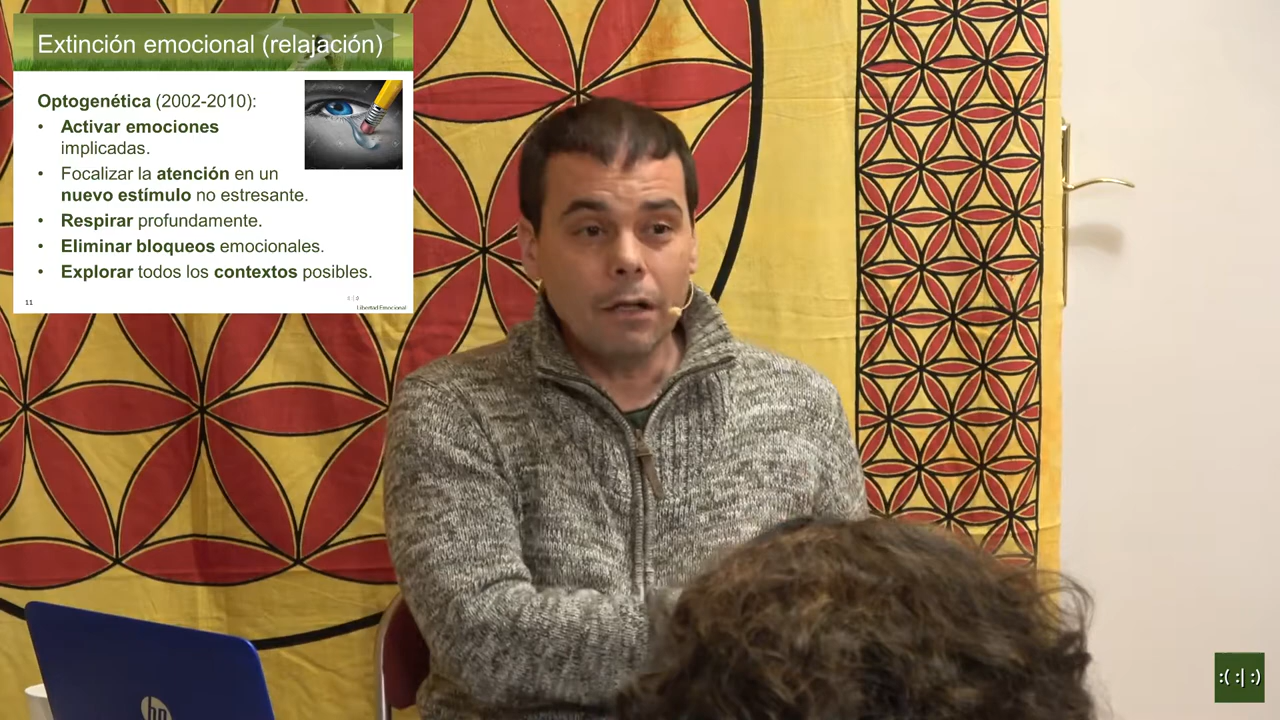 Extinción emocional (relajación)
Optogenética (2002-2010):
• Activar emociones
implicadas.
• Focalizar la atención en un
nuevo estímulo no estresante.
• Respirar profundamente.
• Eliminar bloqueos emocionales.
• Explorar todos los contextos posibles.
11
:( :| :)
Libertad Emocional
hp
:( :| :)